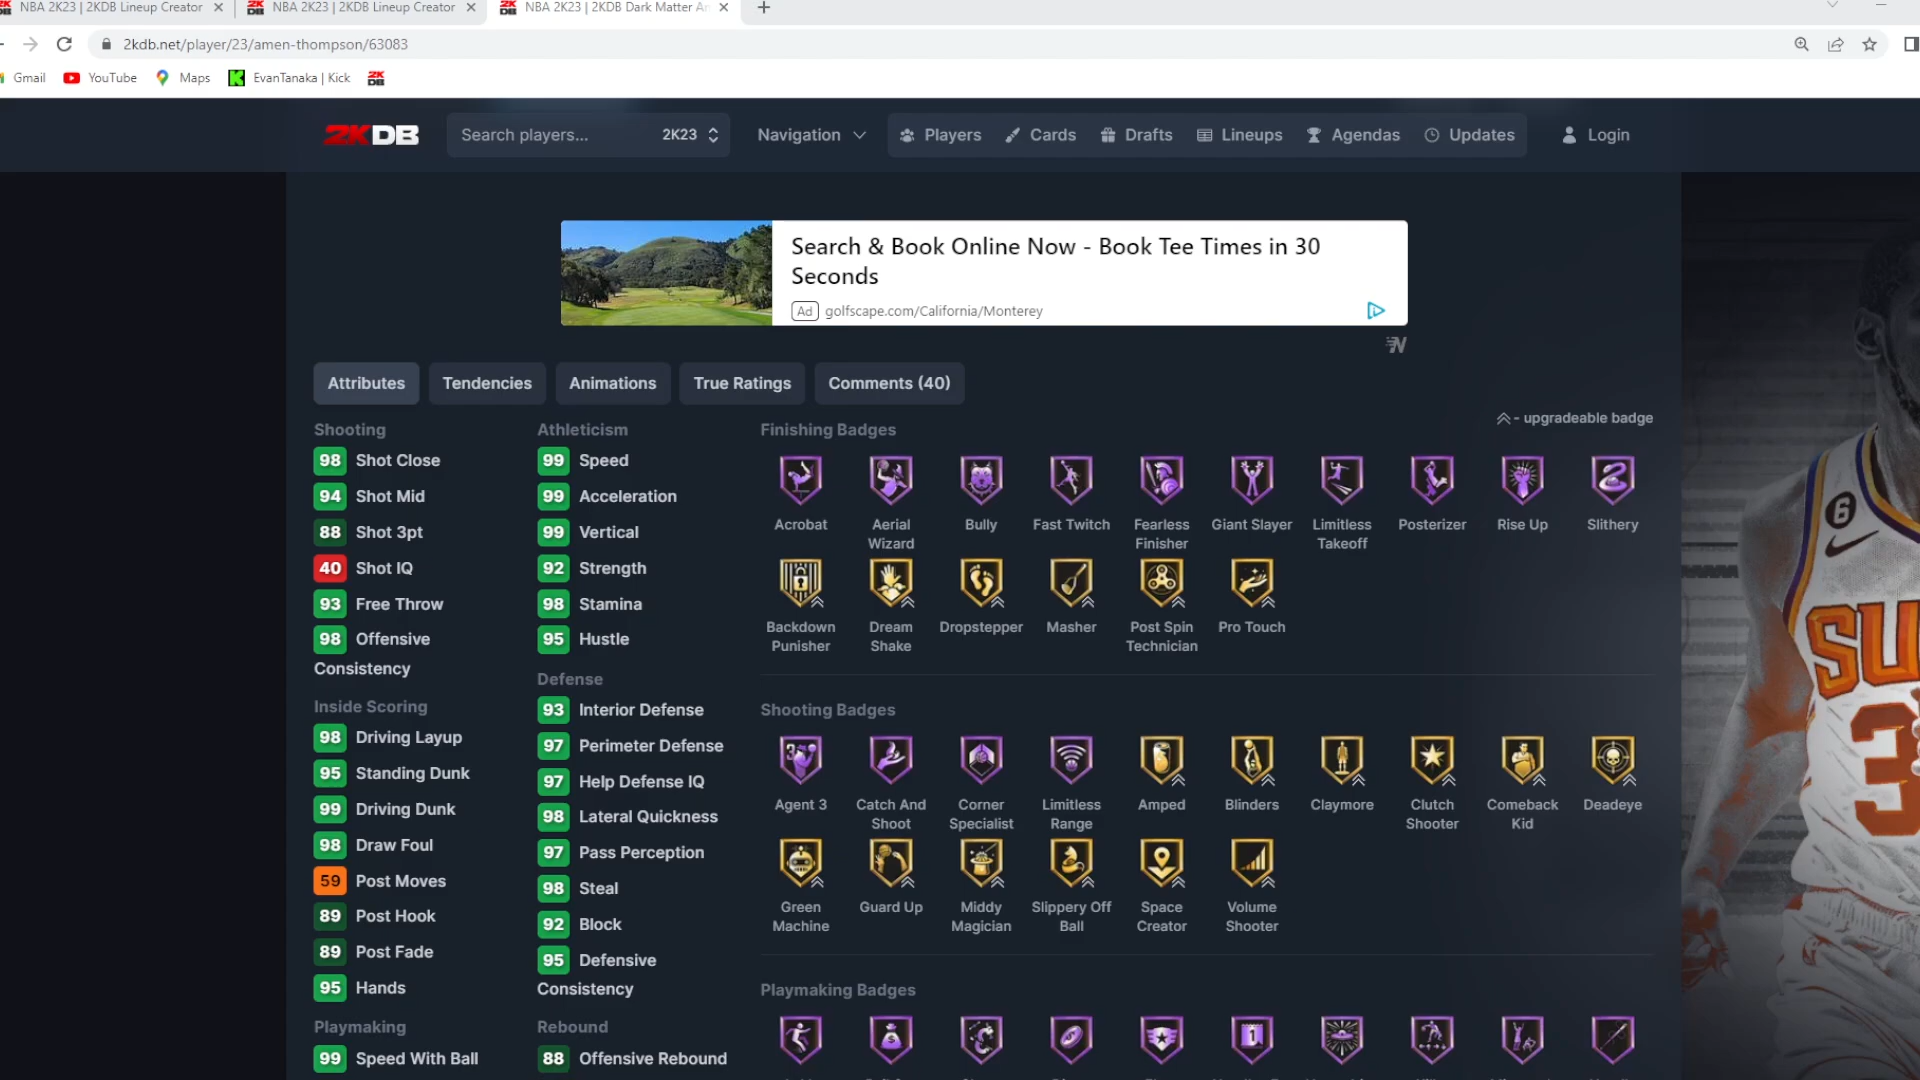 NBA 2K23 | 2KDB Lineup Creator
NBA 2K23 | 2KDB Lineup Creator
NBA 2K23 | 2KDB Dark Matter Am
2kdb.net/player/23/amen-thompson/63083
Gmail
YouTube
Maps
EvanTanaka | Kick
2KDB
Search players...
2K23
Navigation
Players
Cards
Drafts
Lineups
Agendas
Updates
Login
Search & Book Online Now - Book Tee Times in 30
Seconds
Ad golfscape.com/California/Monterey
Attributes
Tendencies
Animations
True Ratings
Comments (40)
- upgradeable badge
Shooting
98 Shot Close
94 Shot Mid
88 Shot 3pt
40 Shot IQ
93 Free Throw
98 Offensive
Consistency
Inside Scoring
98 Driving Layup
95 Standing Dunk
99 Driving Dunk
98 Draw Foul
59 Post Moves
89 Post Hook
89 Post Fade
95 Hands
Playmaking
99 Speed With Ball
Athleticism
99 Speed
99 Acceleration
99 Vertical
92 Strength
98 Stamina
95 Hustle
Defense
93 Interior Defense
97 Perimeter Defense
97 Help Defense IQ
98 Lateral Quickness
97 Pass Perception
98 Steal
92 Block
95 Defensive
Consistency
Rebound
88 Offensive Rebound
Finishing Badges
Acrobat
Aerial
Wizard
Bully
Fast Twitch
Fearless
Finisher
Giant Slayer
Limitless
Takeoff
Posterizer
Rise Up
Slithery
Backdown
Punisher
Dream
Shake
Dropstepper
Masher
Post Spin
Technician
Pro Touch
Shooting Badges
Agent 3
Catch And
Shoot
Corner
Specialist
Limitless
Range
Amped
Blinders
Claymore
Clutch
Shooter
Comeback
Kid
Deadeye
Green
Machine
Guard Up
Middy
Magician
Slippery Off
Ball
Space
Creator
Volume
Shooter
Playmaking Badges
6
SU
3